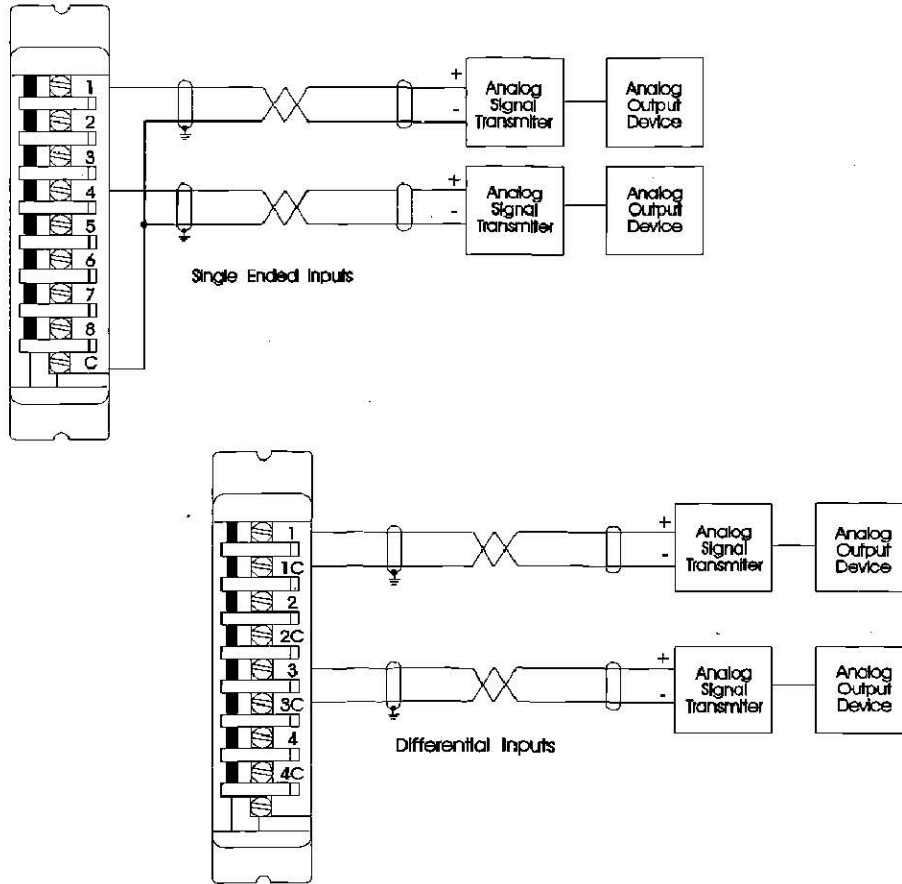 1
2
3
4
5
6
7
8
C
+
-
Analog
Signal
Transmiter
Analog
Output
Device
+
-
Analog
Signal
Transmiter
Analog
Output
Device
Single Ended Inputs
1
1C
2
2C
3
3C
4
4C
+
-
Analog
Signal
Transmiter
Analog
Output
Device
+
-
Analog
Signal
Transmiter
Analog
Output
Device
Differential Inputs